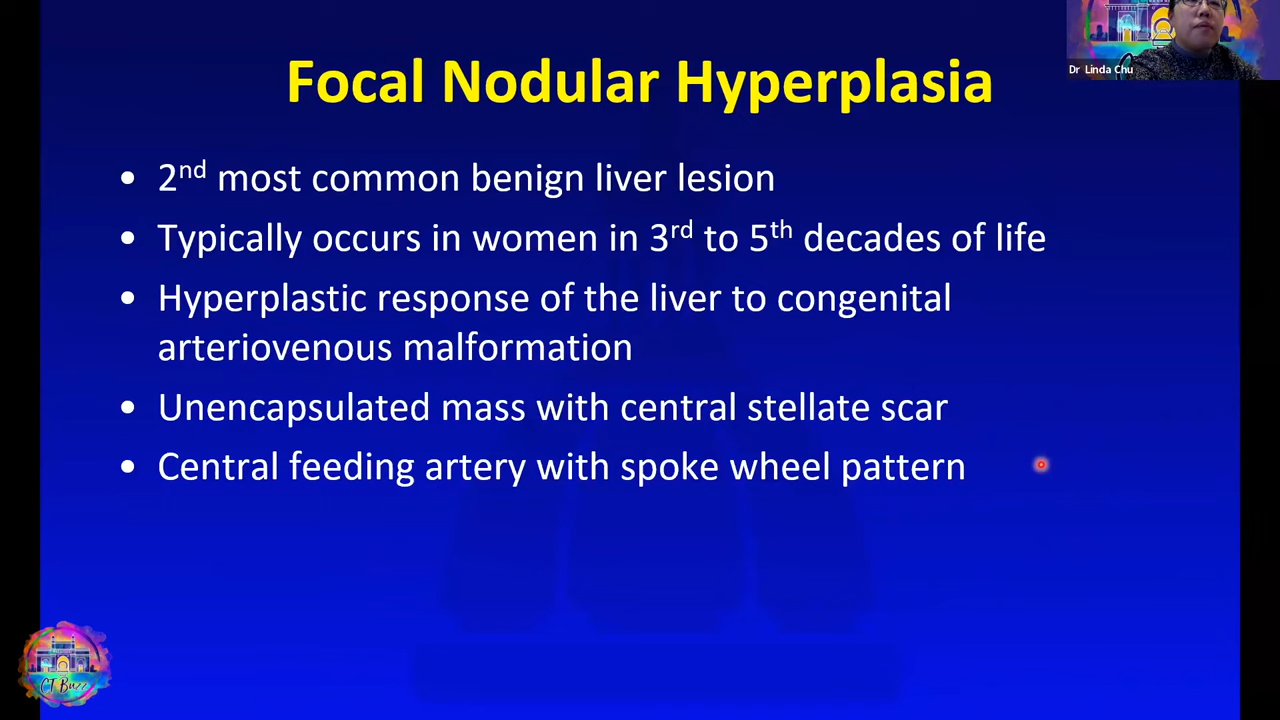 Dr Linda Chu
Focal Nodular Hyperplasia
• 2nd most common benign liver lesion
• Typically occurs in women in 3rd to 5th decades of life
• Hyperplastic response of the liver to congenital
arteriovenous malformation
• Unencapsulated mass with central stellate scar
• Central feeding artery with spoke wheel pattern
CT Buzz